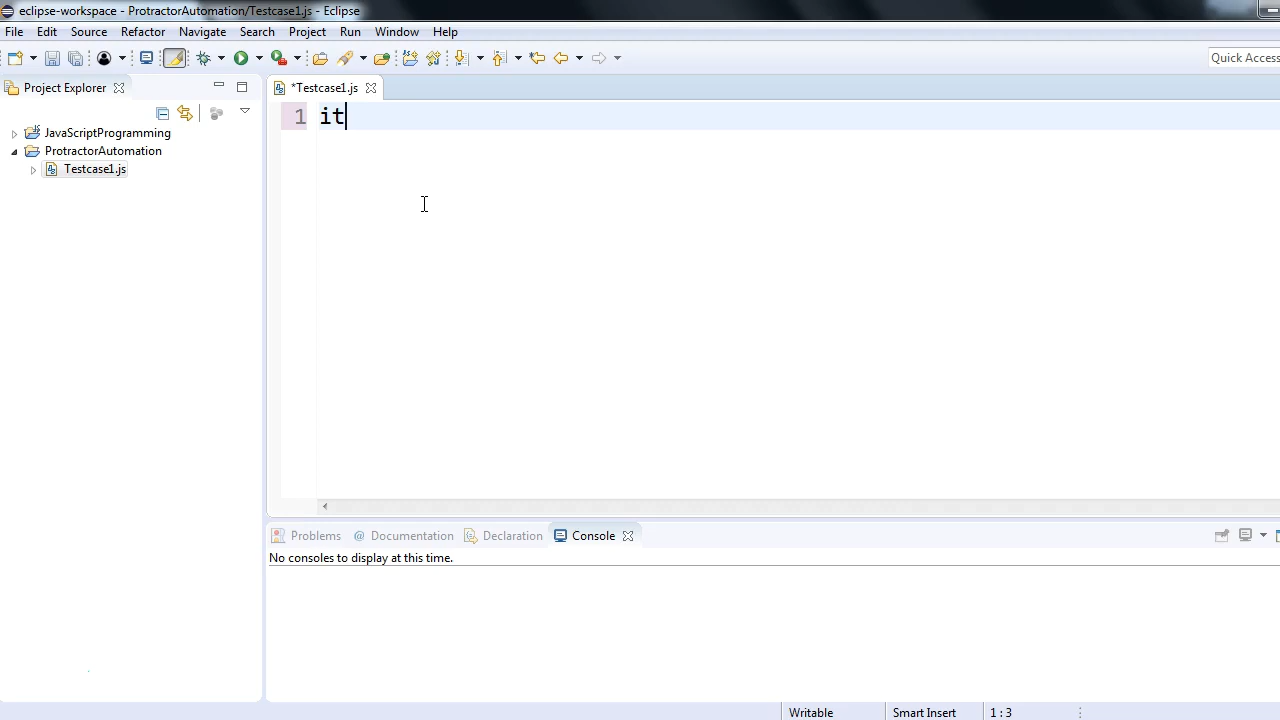 eclipse-workspace - ProtractorAutomation/Testcase1.js - Eclipse
File Edit Source Refactor Navigate Search Project Run Window Help
Quick Access
Project Explorer
*Testcase1.js
JavaScriptProgramming
ProtractorAutomation
Testcase1.js
1 it
Problems @ Documentation Declaration Console
No consoles to display at this time.
Writable Smart Insert 1 : 3